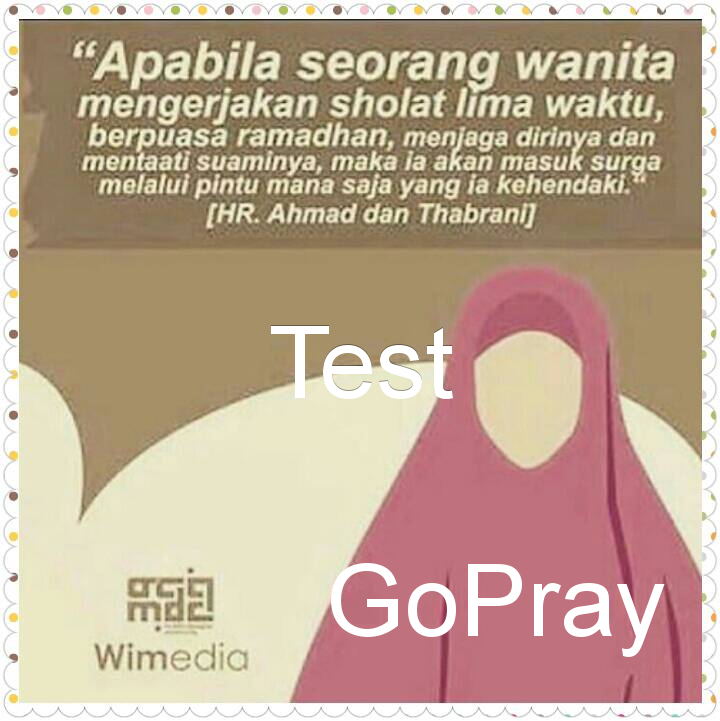 “Apabila seorang wanita
mengerjakan sholat lima waktu,
berpuasa ramadhan, menjaga dirinya dan
mentaati suaminya, maka ia akan masuk surga
melalui pintu mana saja yang ia kehendaki.“
[HR. Ahmad dan Thabrani]
Test
GoPray
Wimedia